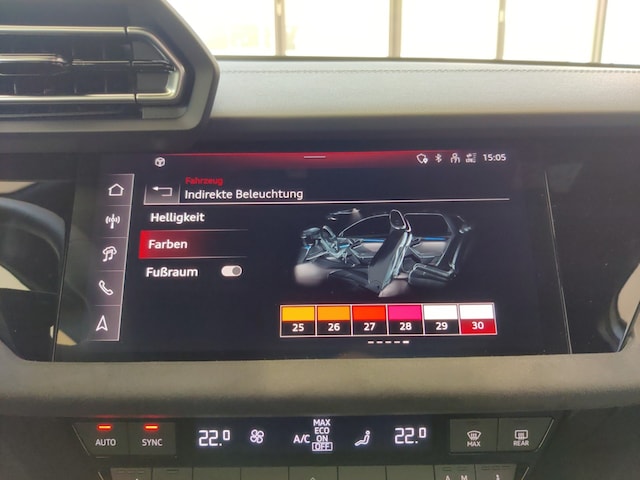 15:05
Fahrzeug
Indirekte Beleuchtung
Helligkeit
Farben
Fußraum
25 26 27 28 29 30
AUTO SYNC 22.0 A/C MAX ECO ON OFF 22.0 MAX REAR
A M